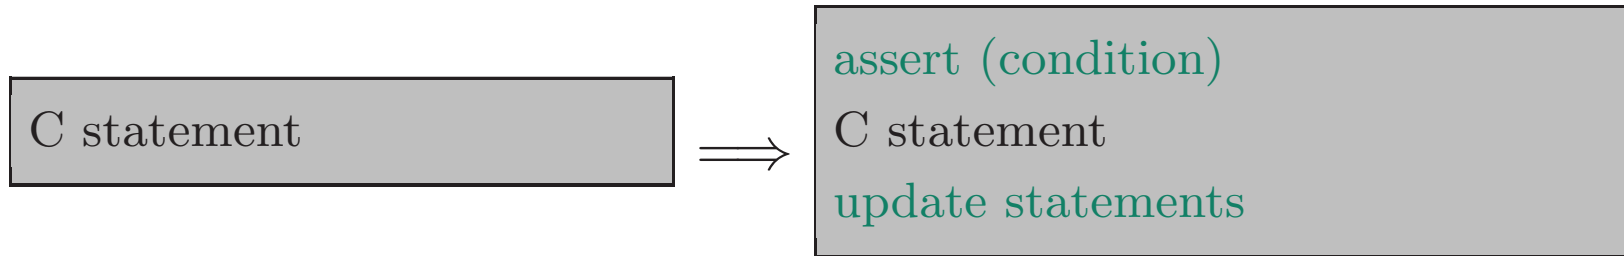 C statement
⟹
assert (condition)
C statement
update statements